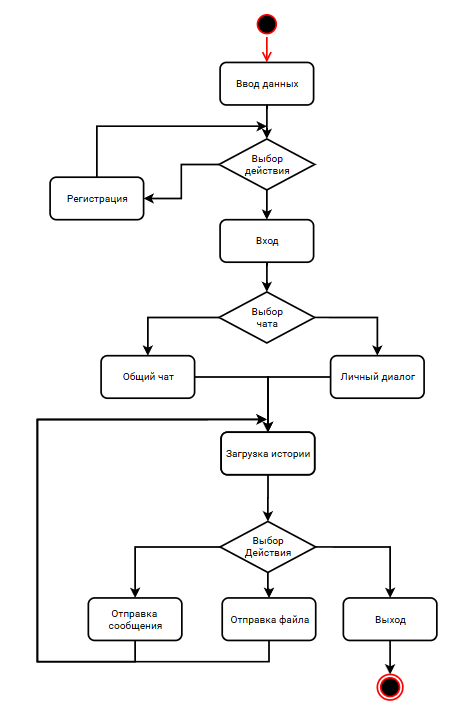 Ввод данных
Выбор
действия
Регистрация
Вход
Выбор
чата
Общий чат
Личный диалог
Загрузка истории
Выбор
Действия
Отправка
сообщения
Отправка файла
Выход